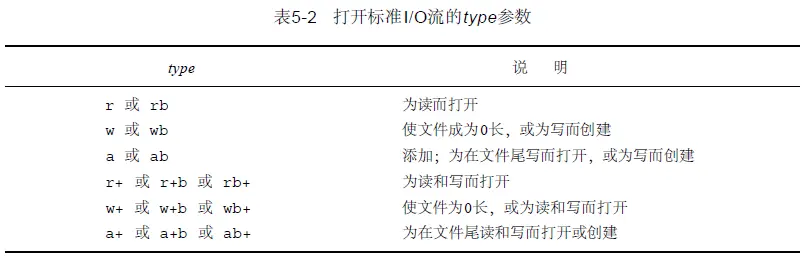 表5-2 打开标准I/O流的type参数
type 说 明
r 或 rb 为读而打开
w 或 wb 使文件成为0长，或为写而创建
a 或 ab 添加；为在文件尾写而打开，或为写而创建
r+ 或 r+b 或 rb+ 为读和写而打开
w+ 或 w+b 或 wb+ 使文件为0长，或为读和写而打开
a+ 或 a+b 或 ab+ 为在文件尾读和写而打开或创建